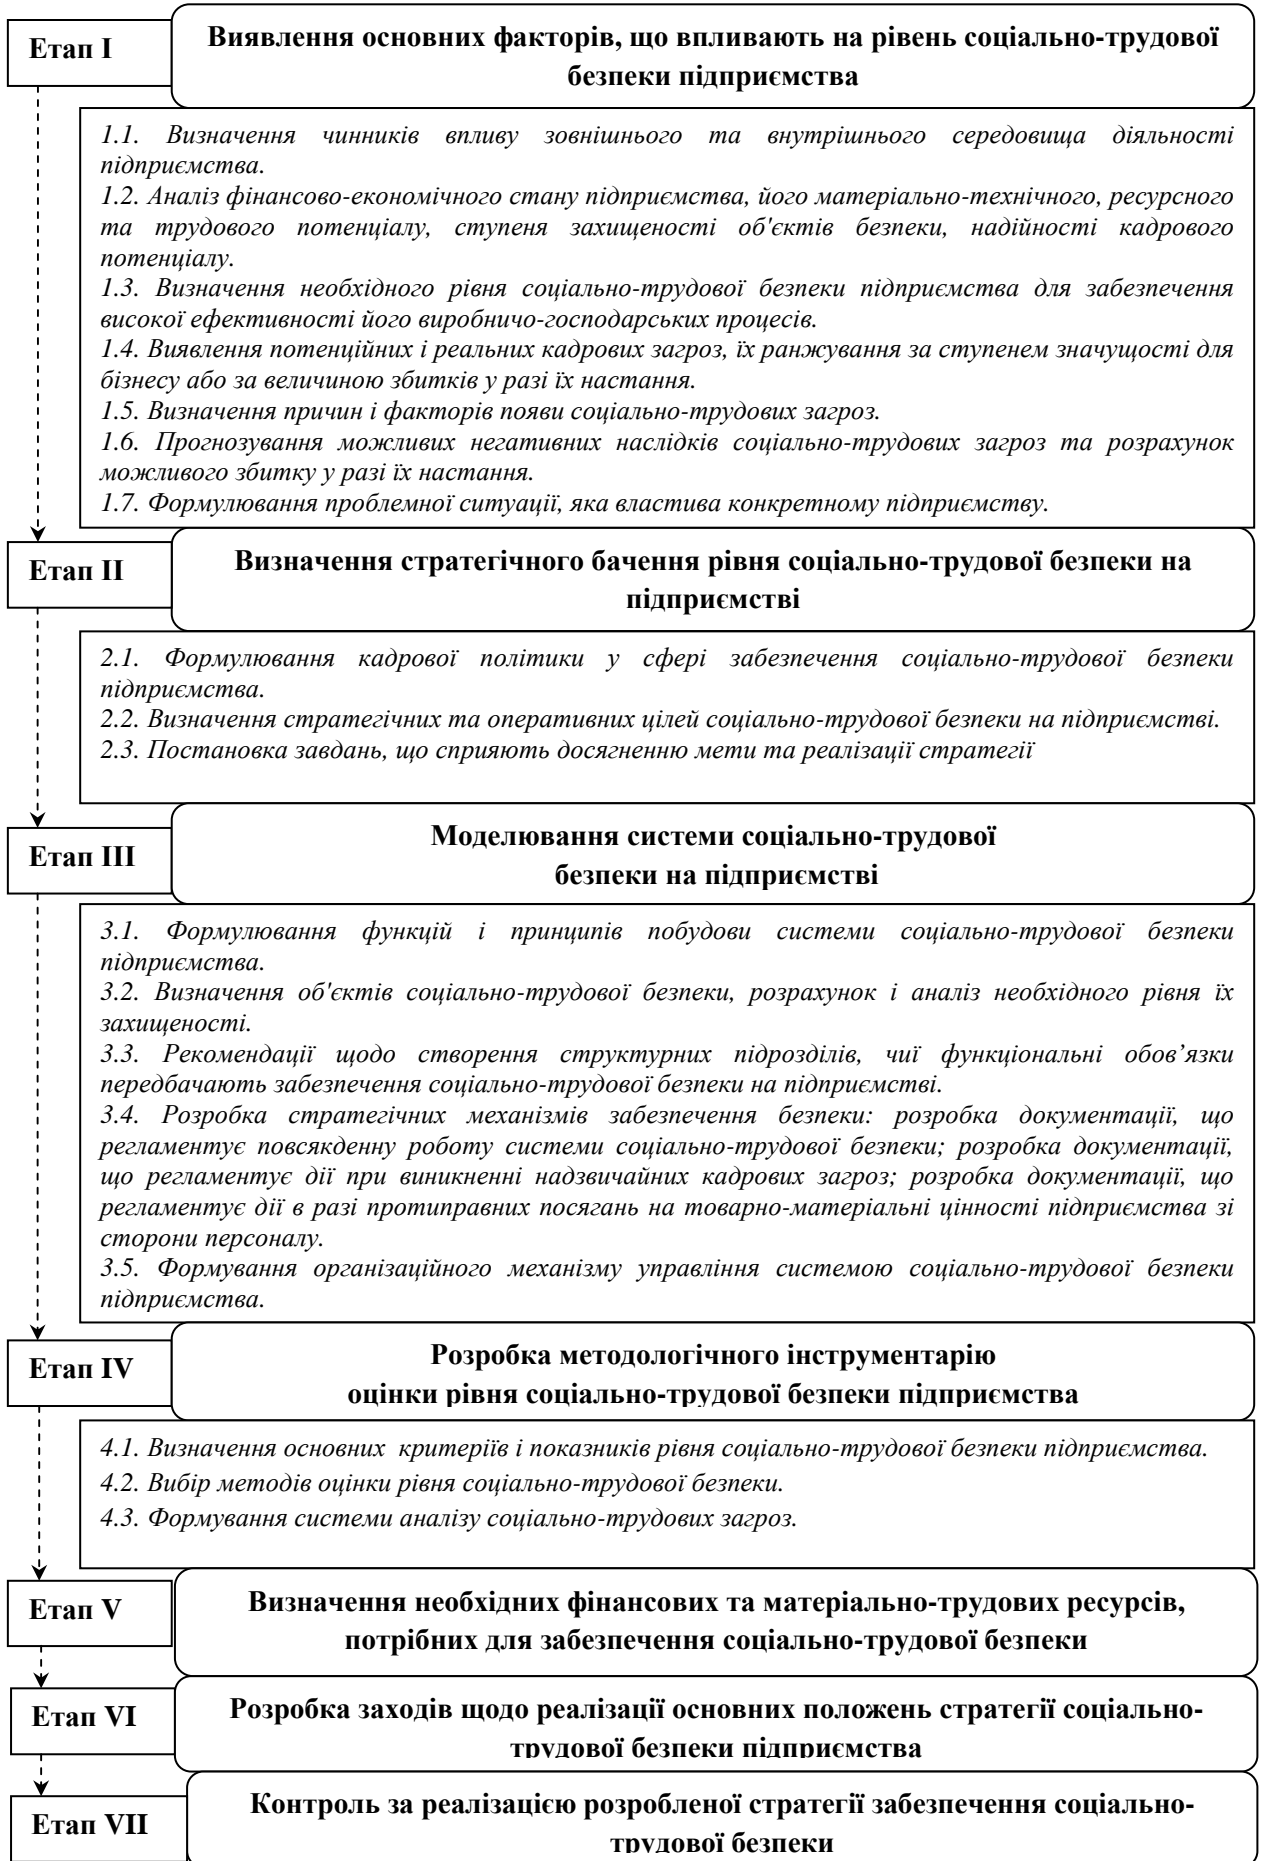 Етап I
Виявлення основних факторів, що впливають на рівень соціально-трудової
безпеки підприємства
1.1. Визначення чинників впливу зовнішнього та внутрішнього середовища діяльності
підприємства.
1.2. Аналіз фінансово-економічного стану підприємства, його матеріально-технічного, ресурсного
та трудового потенціалу, ступеня захищеності об'єктів безпеки, надійності кадрового
потенціалу.
1.3. Визначення необхідного рівня соціально-трудової безпеки підприємства для забезпечення
високої ефективності його виробничо-господарських процесів.
1.4. Виявлення потенційних і реальних кадрових загроз, їх ранжування за ступенем значущості для
бізнесу або за величиною збитків у разі їх настання.
1.5. Визначення причин і факторів появи соціально-трудових загроз.
1.6. Прогнозування можливих негативних наслідків соціально-трудових загроз та розрахунок
можливого збитку у разі їх настання.
1.7. Формулювання проблемної ситуації, яка властива конкретному підприємству.
Етап II
Визначення стратегічного бачення рівня соціально-трудової безпеки на
підприємстві
2.1. Формулювання кадрової політики у сфері забезпечення соціально-трудової безпеки
підприємства.
2.2. Визначення стратегічних та оперативних цілей соціально-трудової безпеки на підприємстві.
2.3. Постановка завдань, що сприяють досягненню мети та реалізації стратегії
Етап III
Моделювання системи соціально-трудової
безпеки на підприємстві
3.1. Формулювання функцій і принципів побудови системи соціально-трудової безпеки
підприємства.
3.2. Визначення об'єктів соціально-трудової безпеки, розрахунок і аналіз необхідного рівня їх
захищеності.
3.3. Рекомендації щодо створення структурних підрозділів, чиї функціональні обов’язки
передбачають забезпечення соціально-трудової безпеки на підприємстві.
3.4. Розробка стратегічних механізмів забезпечення безпеки: розробка документації, що
регламентує повсякденну роботу системи соціально-трудової безпеки; розробка документації,
що регламентує дії при виникненні надзвичайних кадрових загроз; розробка документації, що
регламентує дії в разі протиправних посягань на товарно-матеріальні цінності підприємства зі
сторони персоналу.
3.5. Формування організаційного механізму управління системою соціально-трудової безпеки
підприємства.
Етап IV
Розробка методологічного інструментарію
оцінки рівня соціально-трудової безпеки підприємства
4.1. Визначення основних критеріїв і показників рівня соціально-трудової безпеки підприємства.
4.2. Вибір методів оцінки рівня соціально-трудової безпеки.
4.3. Формування системи аналізу соціально-трудових загроз.
Етап V
Визначення необхідних фінансових та матеріально-трудових ресурсів,
потрібних для забезпечення соціально-трудової безпеки
Етап VI
Розробка заходів щодо реалізації основних положень стратегії соціально-
трудової безпеки підприємства
Етап VII
Контроль за реалізацією розробленої стратегії забезпечення соціально-
трудової безпеки